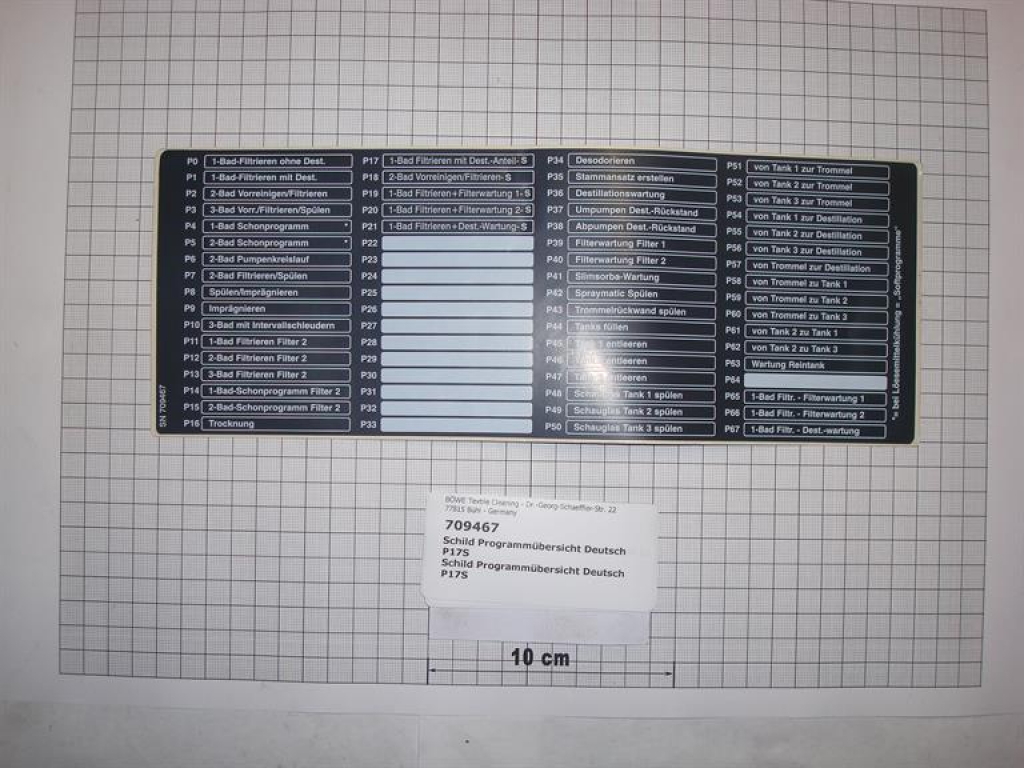 P0 1-Bad-Filtrieren ohne Dest.
P1 1-Bad-Filtrieren mit Dest.
P2 2-Bad Vorreinigen/Filtrieren
P3 3-Bad Vorr./Filtrieren/Spülen
P4 1-Bad Schonprogramm *
P5 2-Bad Schonprogramm *
P6 2-Bad Pumpenkreislauf
P7 2-Bad Filtrieren/Spülen
P8 Spülen/Imprägnieren
P9 Imprägnieren
P10 3-Bad mit Intervallschleudern
P11 1-Bad Filtrieren Filter 2
P12 2-Bad Filtrieren Filter 2
P13 3-Bad Filtrieren Filter 2
P14 1-Bad-Schonprogramm Filter 2
P15 2-Bad-Schonprogramm Filter 2
P16 Trocknung
P17 1-Bad Filtrieren mit Dest.-Anteil- S
P18 2-Bad Vorreinigen/Filtrieren- S
P19 1-Bad Filtrieren+Filterwartung 1- S
P20 1-Bad Filtrieren+Filterwartung 2- S
P21 1-Bad Filtrieren+Dest.-Wartung- S
P22
P23
P24
P25
P26
P27
P28
P29
P30
P31
P32
P33
P34 Desodorieren
P35 Stammansatz erstellen
P36 Destillationswartung
P37 Umpumpen Dest.-Rückstand
P38 Abpumpen Dest.-Rückstand
P39 Filterwartung Filter 1
P40 Filterwartung Filter 2
P41 Slimsorba-Wartung
P42 Spraymatic Spülen
P43 Trommelrückwand spülen
P44 Tanks füllen
P45 1 entleeren
P46 entleeren
P47 entleeren
P48 Schauglas Tank 1 spülen
P49 Schauglas Tank 2 spülen
P50 Schauglas Tank 3 spülen
P51 von Tank 1 zur Trommel
P52 von Tank 2 zur Trommel
P53 von Tank 3 zur Trommel
P54 von Tank 1 zur Destillation
P55 von Tank 2 zur Destillation
P56 von Tank 3 zur Destillation
P57 von Trommel zur Destillation
P58 von Trommel zu Tank 1
P59 von Trommel zu Tank 2
P60 von Trommel zu Tank 3
P61 von Tank 2 zu Tank 1
P62 von Tank 2 zu Tank 3
P63 Wartung Reintank
P64
P65 1-Bad Filtr. - Filterwartung 1
P66 1-Bad Filtr. - Filterwartung 2
P67 1-Bad Filtr. - Dest.-wartung
*= bei Lösemittelkühlung = „Softprogramme"
SN 709467
BÖWE Textile Cleaning - Dr.-Georg-Schaeffler-Str. 22
77815 Bühl - Germany
709467
Schild Programmübersicht Deutsch
P17S
Schild Programmübersicht Deutsch
P17S
10 cm